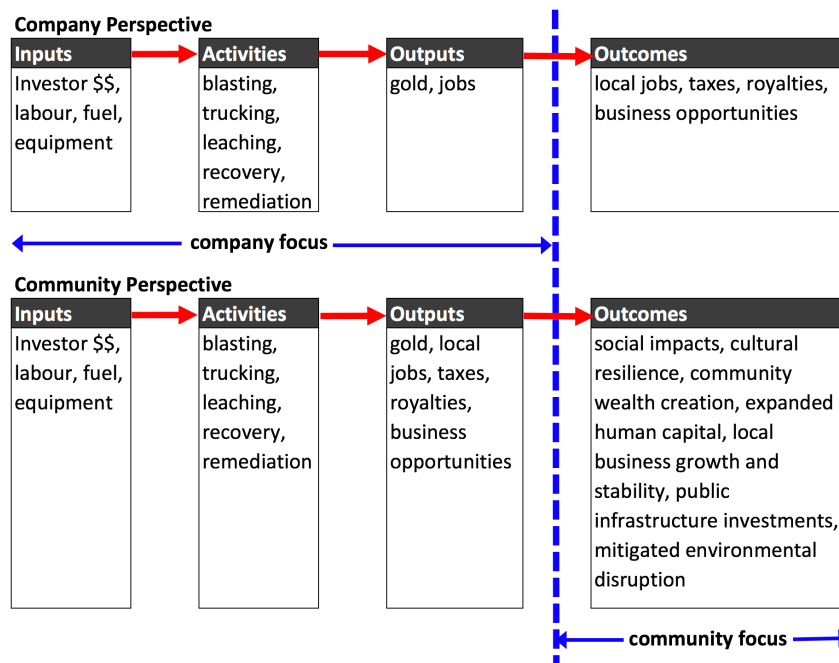 Company Perspective
Inputs
Investor $$,
labour, fuel,
equipment
Activities
blasting,
trucking,
leaching,
recovery,
remediation
Outputs
gold, jobs
Outcomes
local jobs, taxes, royalties,
business opportunities
company focus
Community Perspective
Inputs
Investor $$,
labour, fuel,
equipment
Activities
blasting,
trucking,
leaching,
recovery,
remediation
Outputs
gold, local
jobs, taxes,
royalties,
business
opportunities
Outcomes
social impacts, cultural
resilience, community
wealth creation, expanded
human capital, local
business growth and
stability, public
infrastructure investments,
mitigated environmental
disruption
community focus